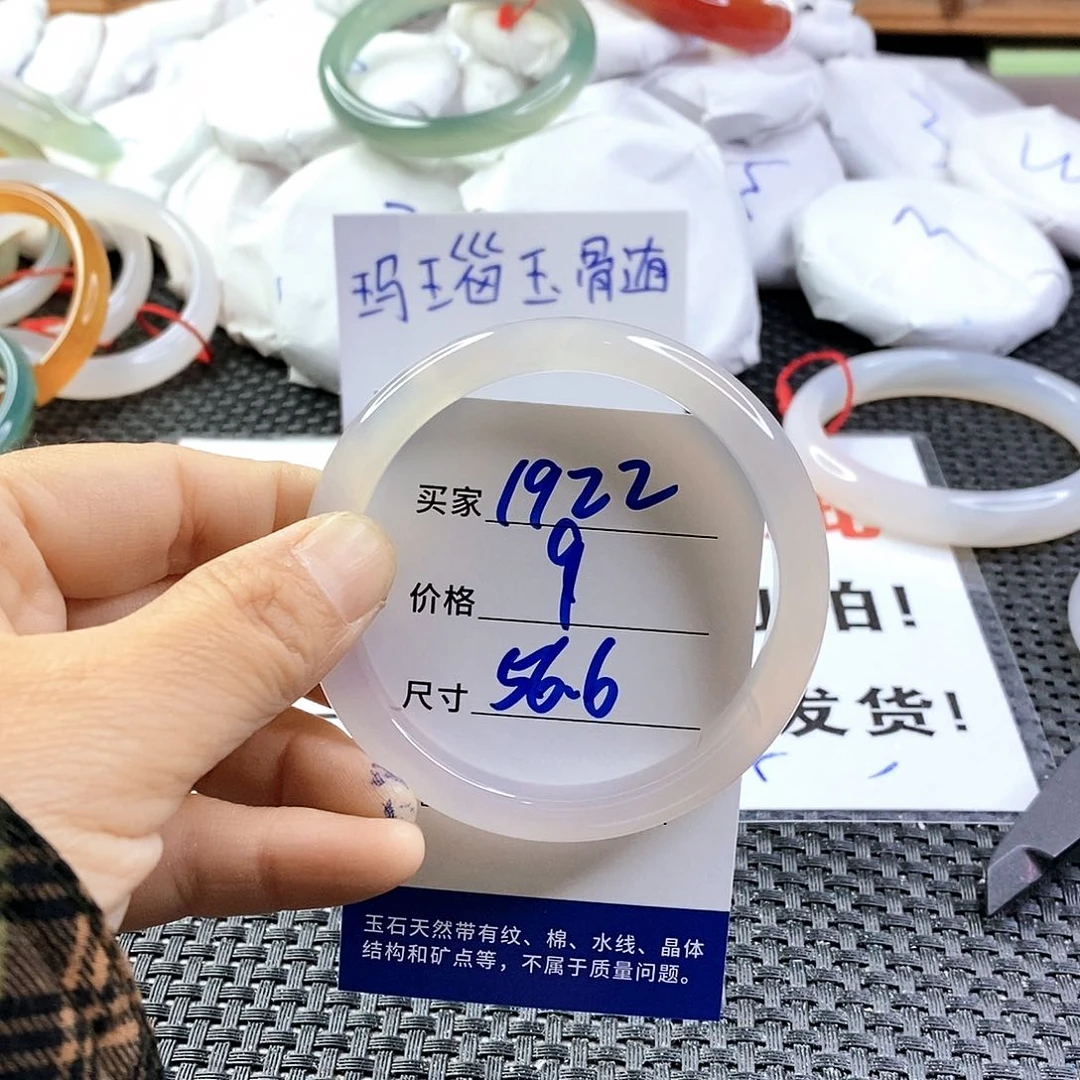 玛瑙玉骨髓
买家 1922
价格 9
尺寸 56.6
拍!
发货!
玉石天然带有纹、棉、水线、晶体
结构和矿点等，不属于质量问题。